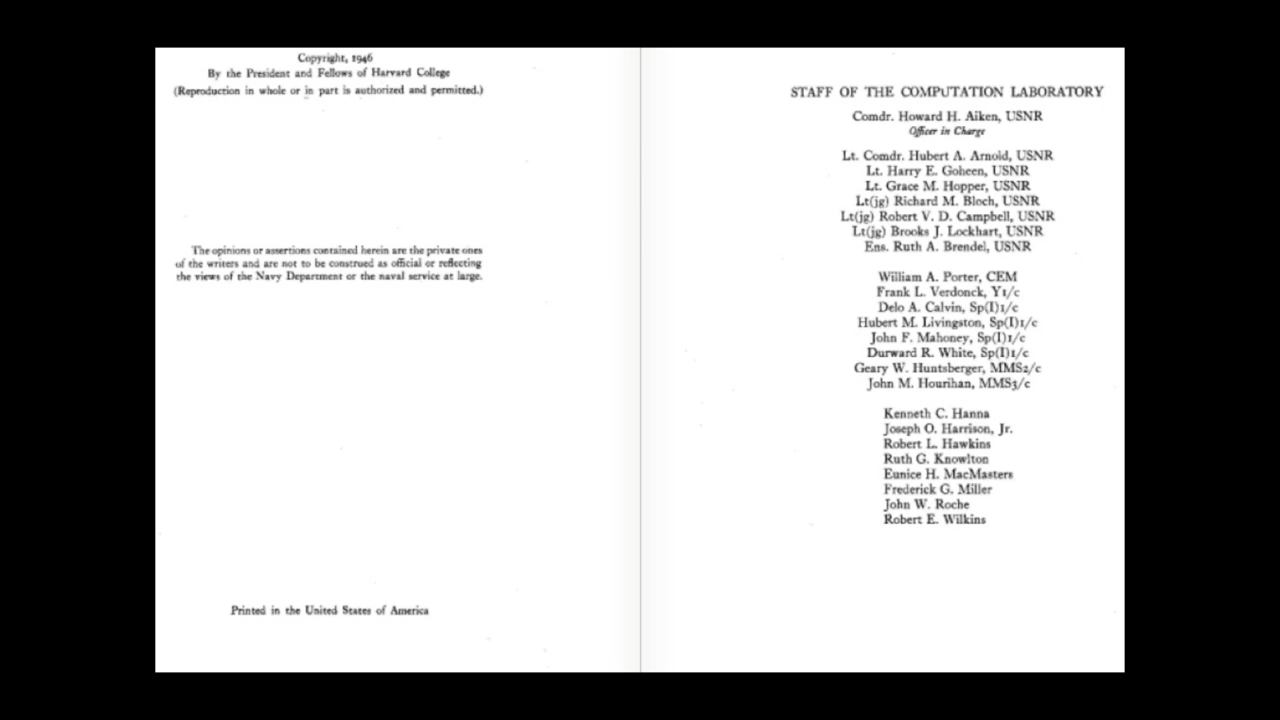 Copyright, 1946
By the President and Fellows of Harvard College
(Reproduction in whole or in part is authorized and permitted.)
The opinions or assertions contained herein are the private ones
of the writers and are not to be construed as official or reflecting
the views of the Navy Department or the naval service at large.
Printed in the United States of America
STAFF OF THE COMPUTATION LABORATORY
Comdr. Howard H. Aiken, USNR
Officer in Charge
Lt. Comdr. Hubert A. Arnold, USNR
Lt. Harry E. Goheen, USNR
Lt. Grace M. Hopper, USNR
Lt(jg) Richard M. Bloch, USNR
Lt(jg) Robert V. D. Campbell, USNR
Lt(jg) Brooks J. Lockhart, USNR
Ens. Ruth A. Brendel, USNR
William A. Porter, CEM
Frank L. Verdonck, Y1/c
Delo A. Calvin, Sp(I)1/c
Hubert M. Livingston, Sp(I)1/c
John F. Mahoney, Sp(I)1/c
Durward R. White, Sp(I)1/c
Geary W. Huntsberger, MMS2/c
John M. Hourihan, MMS3/c
Kenneth C. Hanna
Joseph O. Harrison, Jr.
Robert L. Hawkins
Ruth G. Knowlton
Eunice H. MacMasters
Frederick G. Miller
John W. Roche
Robert E. Wilkins